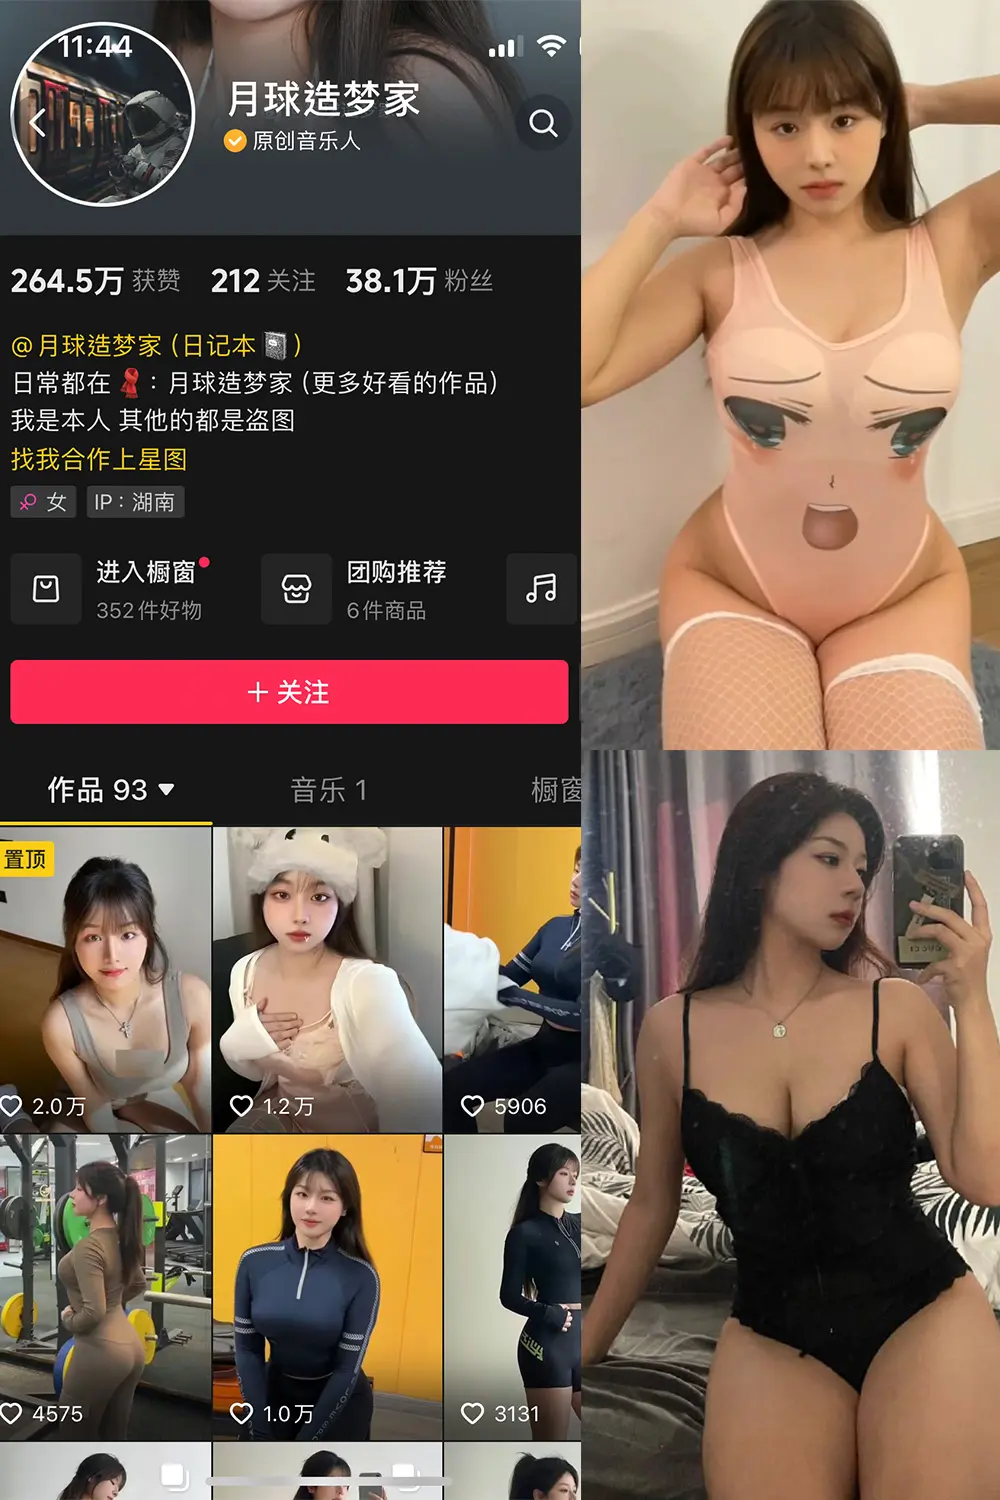 11:44
月球造梦家
原创音乐人
264.5万 获赞 212 关注 38.1万 粉丝
@月球造梦家（日记本📓）
日常都在🧣：月球造梦家（更多好看的作品）
我是本人 其他的都是盗图
找我合作上星图
女 IP：湖南
进入橱窗 团购推荐
352件好物 6件商品
＋关注
作品 93 音乐 1 橱窗
置顶
2.0万 1.2万 5906
4575 1.0万 3131